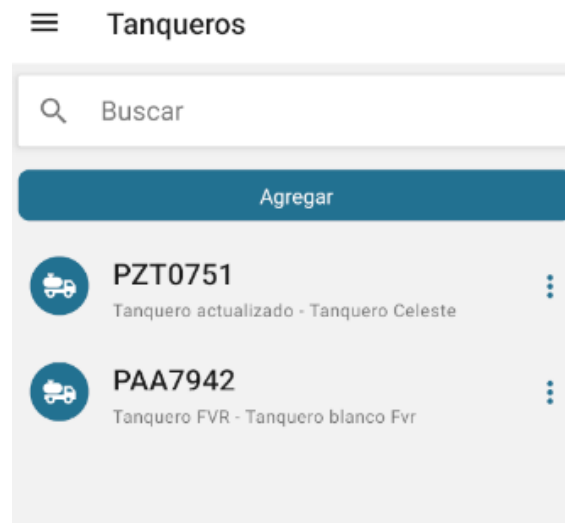 Tanqueros
Buscar
Agregar
PZT0751
Tanquero actualizado - Tanquero Celeste
PAA7942
Tanquero FVR - Tanquero blanco Fvr